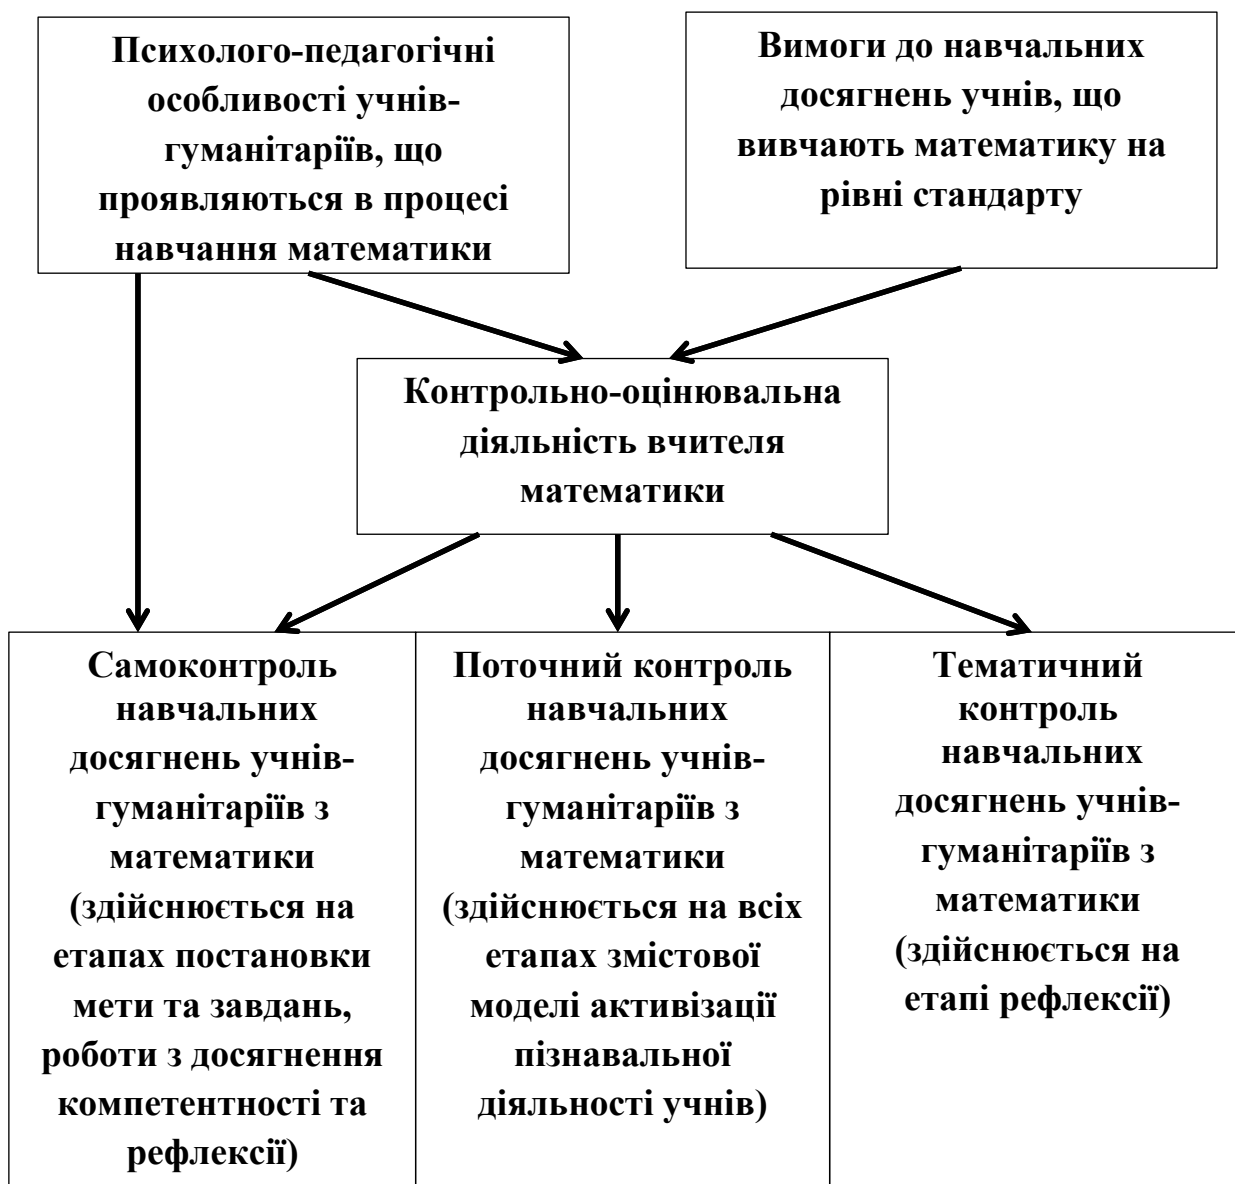 Психолого-педагогічні
особливості учнів-
гуманітаріїв, що
проявляються в процесі
навчання математики
Вимоги до навчальних
досягнень учнів, що
вивчають математику на
рівні стандарту
Контрольно-оцінювальна
діяльність вчителя
математики
Самоконтроль
навчальних
досягнень учнів-
гуманітаріїв з
математики
(здійснюється на
етапах постановки
мети та завдань,
роботи з досягнення
компетентності та
рефлексії)
Поточний контроль
навчальних
досягнень учнів-
гуманітаріїв з
математики
(здійснюється на всіх
етапах змістової
моделі активізації
пізнавальної
діяльності учнів)
Тематичний
контроль
навчальних
досягнень учнів-
гуманітаріїв з
математики
(здійснюється на
етапі рефлексії)